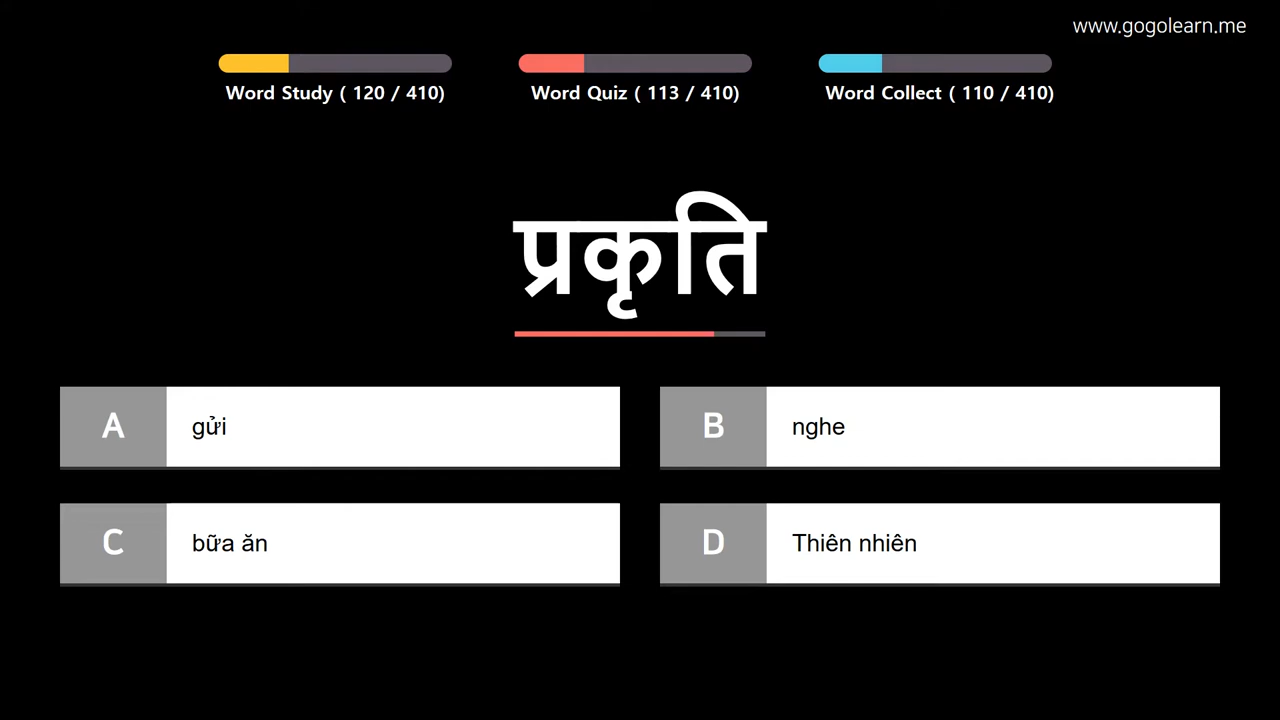 www.gogolearn.me
Word Study ( 120 / 410)
Word Quiz ( 113 / 410)
Word Collect ( 110 / 410)
प्रकृति
A
gửi
B
nghe
C
bữa ăn
D
Thiên nhiên